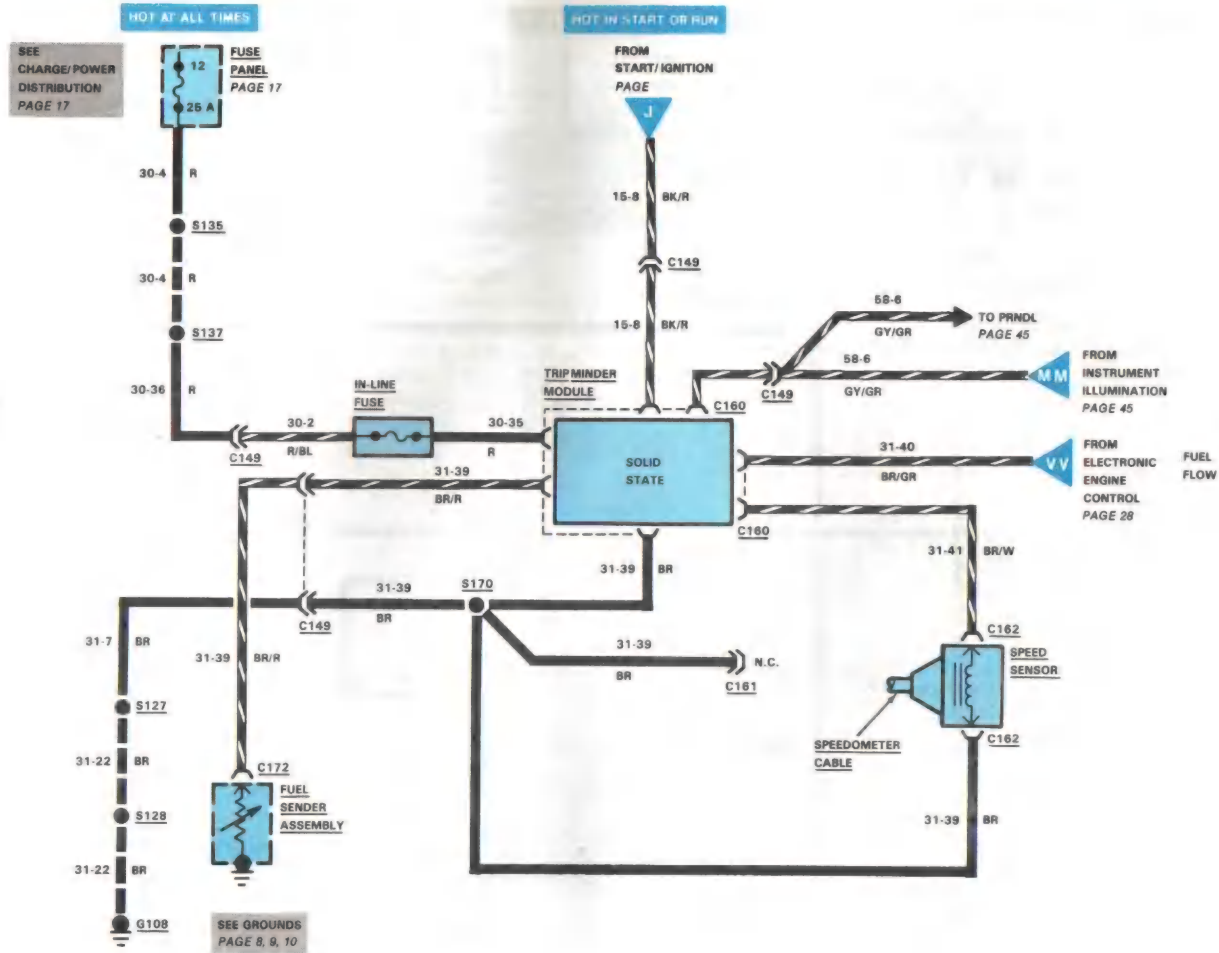 HOT AT ALL TIMES
HOT IN START OR RUN
SEE
CHARGE/POWER
DISTRIBUTION
PAGE 17
12
25 A
FUSE
PANEL
PAGE 17
FROM
START/IGNITION
PAGE
J
30-4 R
S135
30-4 R
S137
30-36 R
15-8 BK/R
C149
15-8 BK/R
58-6
GY/GR
TO PRNDL
PAGE 45
58-6
GY/GR
C149
MM
FROM
INSTRUMENT
ILLUMINATION
PAGE 45
IN-LINE
FUSE
TRIPMINDER
MODULE
C160
C149
30-2
R/BL
30-35
R
SOLID
STATE
31-40
BR/GR
VV
FROM
ELECTRONIC
ENGINE
CONTROL
PAGE 28
FUEL
FLOW
31-39
BR/R
C160
31-41 BR/W
31-39 BR
S170
31-39
BR
C149
31-39
BR
N.C.
C161
31-7 BR
31-39 BR/R
C162
SPEED
SENSOR
C162
SPEEDOMETER
CABLE
S127
31-22 BR
S128
31-22 BR
G108
C172
FUEL
SENDER
ASSEMBLY
31-39 BR
SEE GROUNDS
PAGE 8, 9, 10